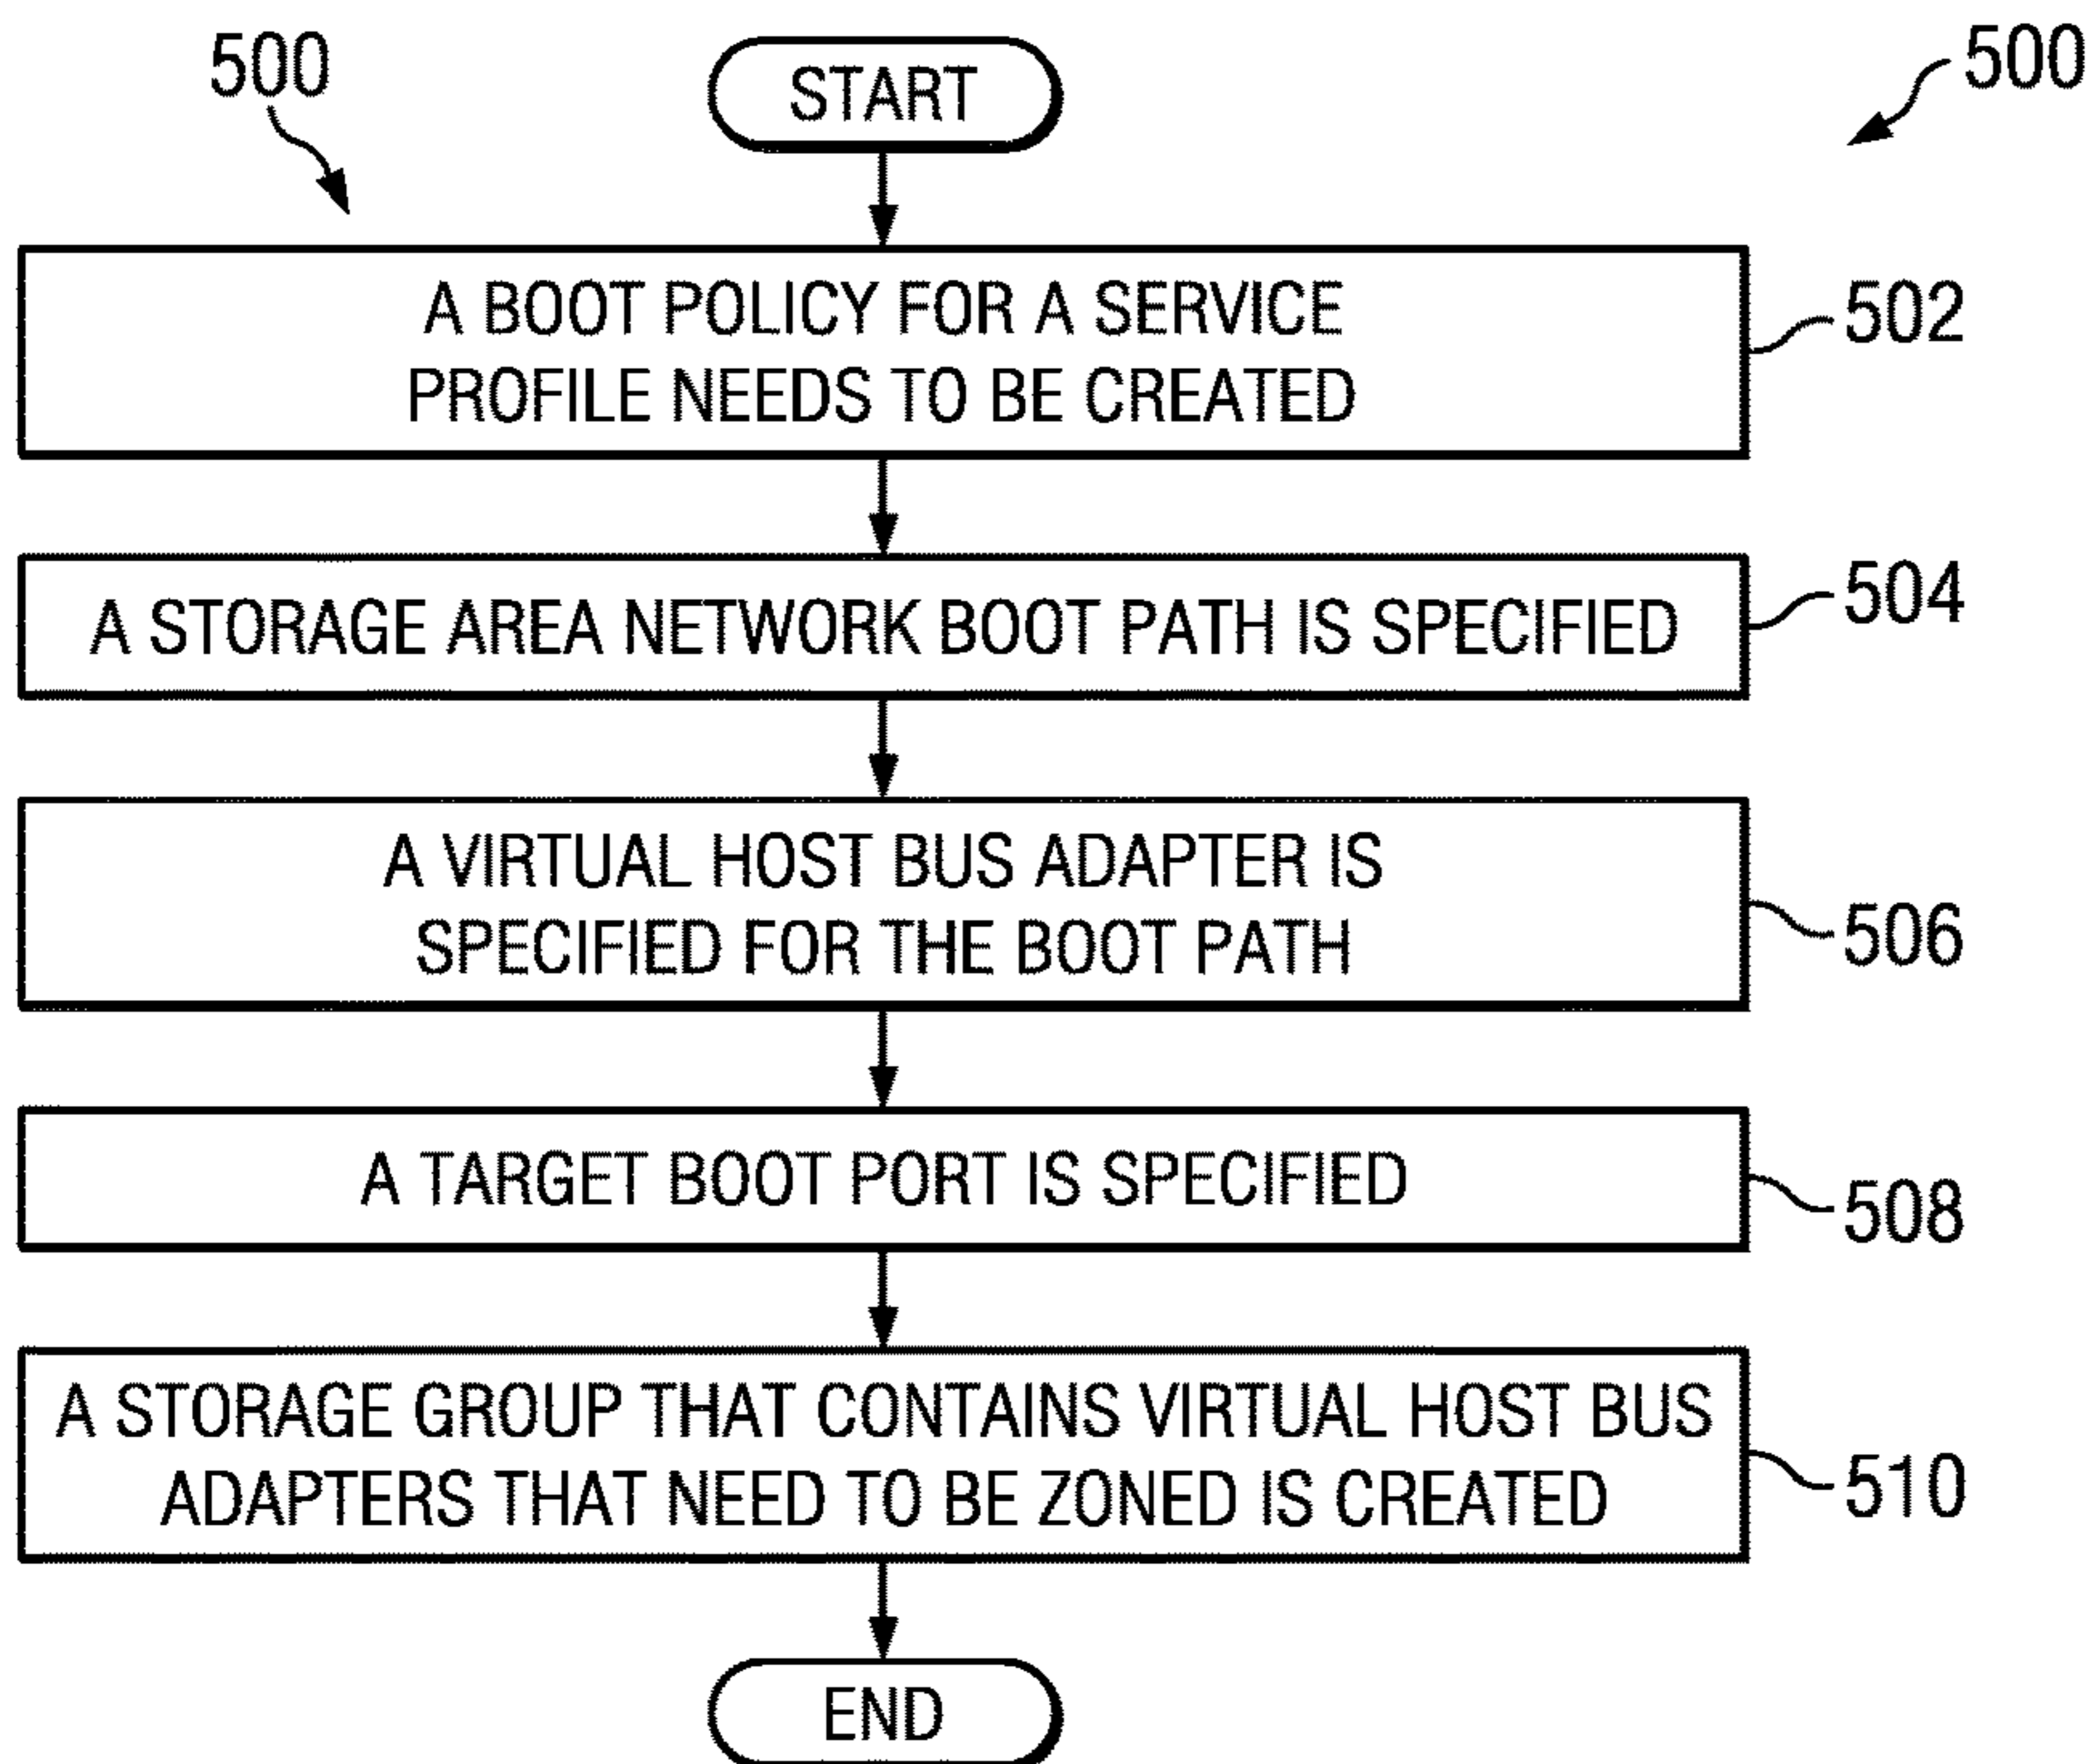 500
START
500
A BOOT POLICY FOR A SERVICE
PROFILE NEEDS TO BE CREATED
502
A STORAGE AREA NETWORK BOOT PATH IS SPECIFIED
504
A VIRTUAL HOST BUS ADAPTER IS
SPECIFIED FOR THE BOOT PATH
506
A TARGET BOOT PORT IS SPECIFIED
508
A STORAGE GROUP THAT CONTAINS VIRTUAL HOST BUS
ADAPTERS THAT NEED TO BE ZONED IS CREATED
510
END